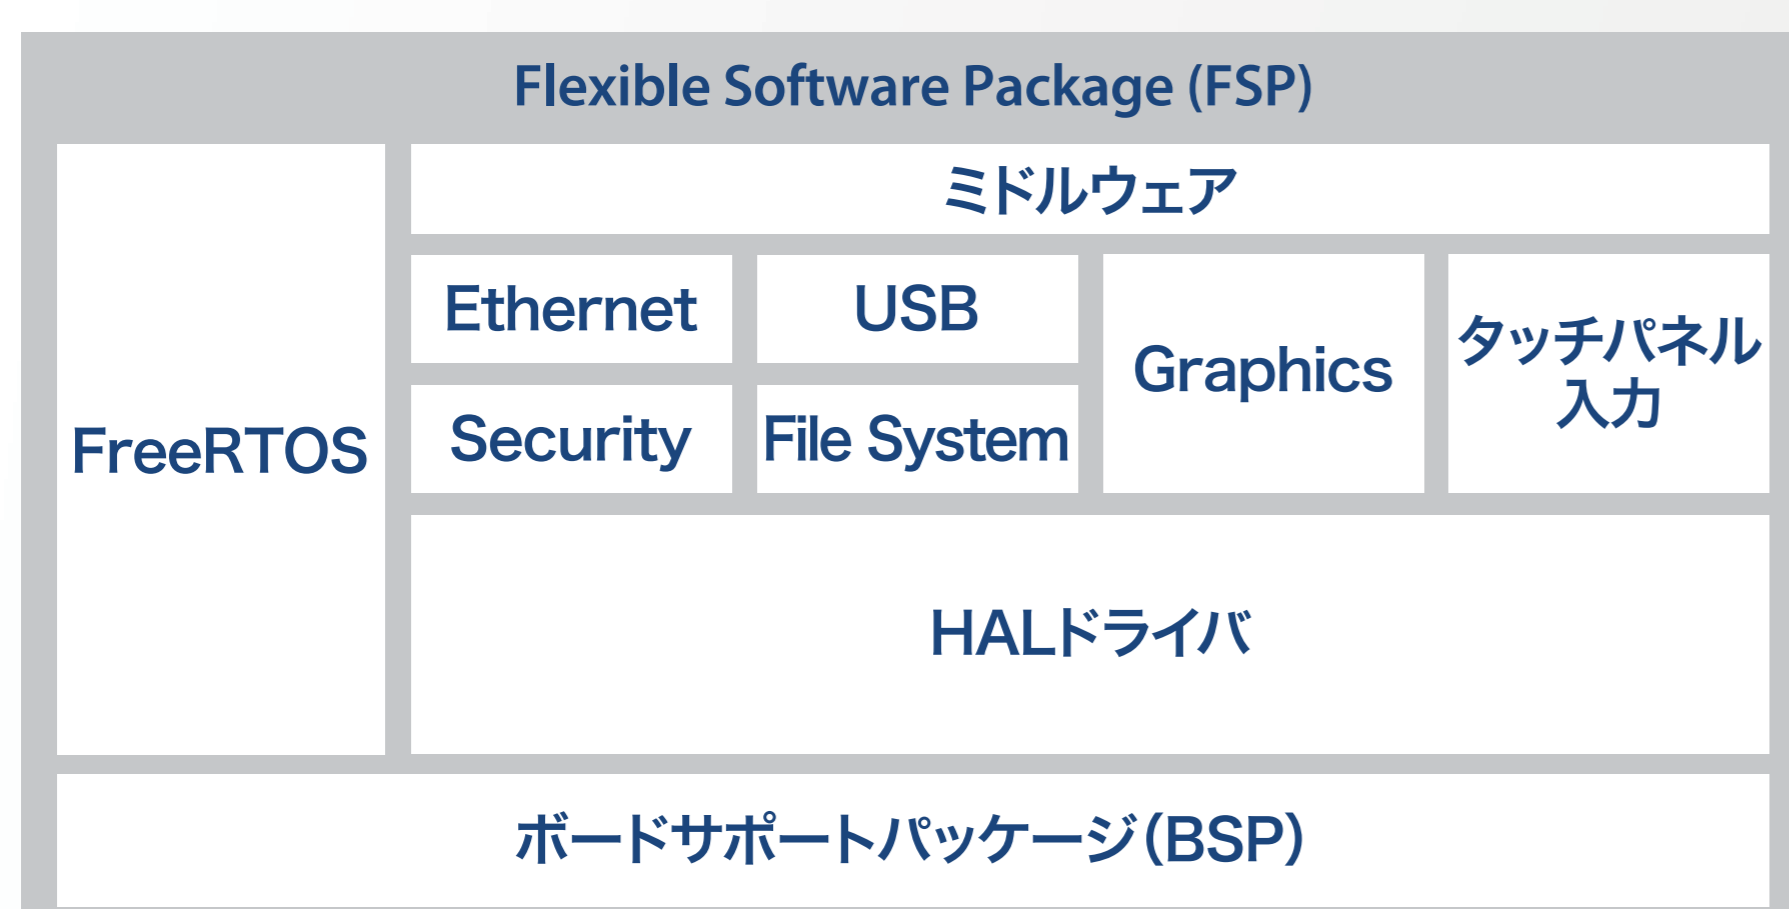 Flexible Software Package (FSP)
FreeRTOS
ミドルウェア
Ethernet
USB
Graphics
タッチパネル
入力
Security
File System
HALドライバ
ボードサポートパッケージ(BSP)